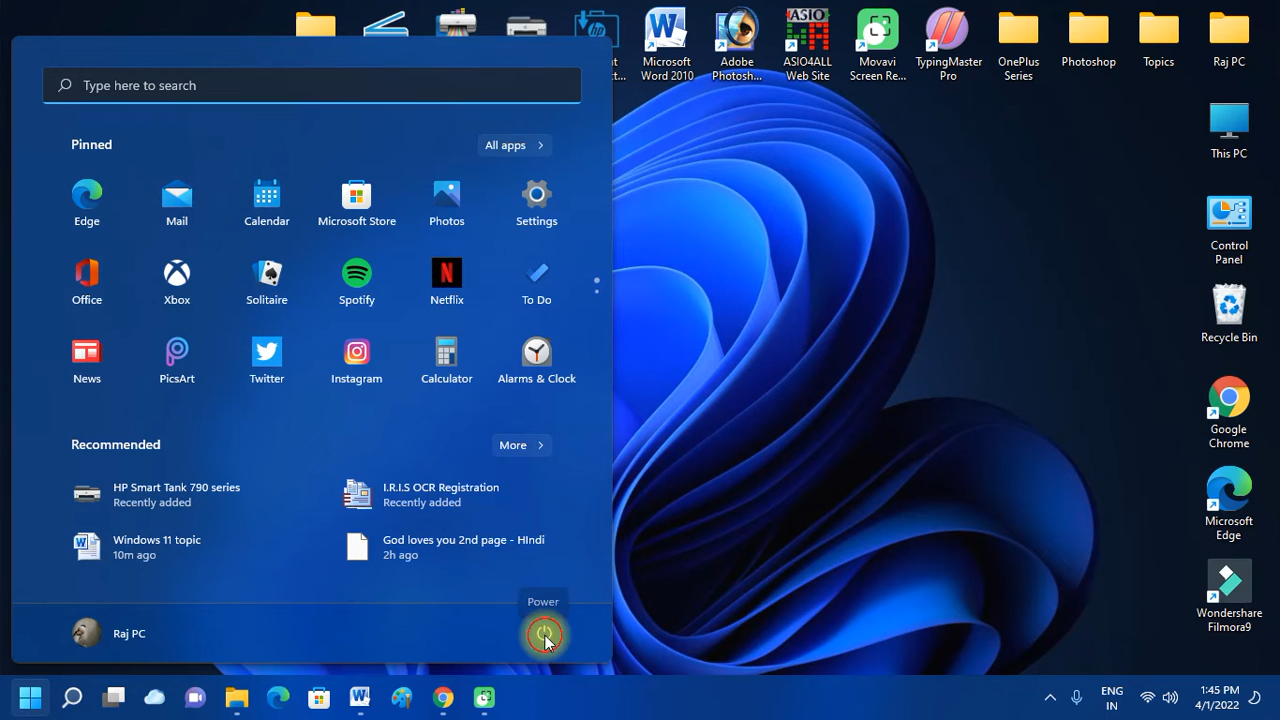 Microsoft
Word 2010
Adobe
Photosh...
ASIO
ASIO4ALL
Web Site
Movavi
Screen Re...
TypingMaster
Pro
OnePlus
Series
Photoshop
Topics
Raj PC
Type here to search
Pinned
All apps
Edge
Mail
Calendar
Microsoft Store
Photos
Settings
Office
Xbox
Solitaire
Spotify
Netflix
To Do
News
PicsArt
Twitter
Instagram
Calculator
Alarms & Clock
Recommended
More
HP Smart Tank 790 series
Recently added
I.R.I.S OCR Registration
Recently added
Windows 11 topic
10m ago
God loves you 2nd page - HIndi
2h ago
Power
Raj PC
This PC
Control
Panel
Recycle Bin
Google
Chrome
Microsoft
Edge
Wondershare
Filmora9
ENG
IN
1:45 PM
4/1/2022